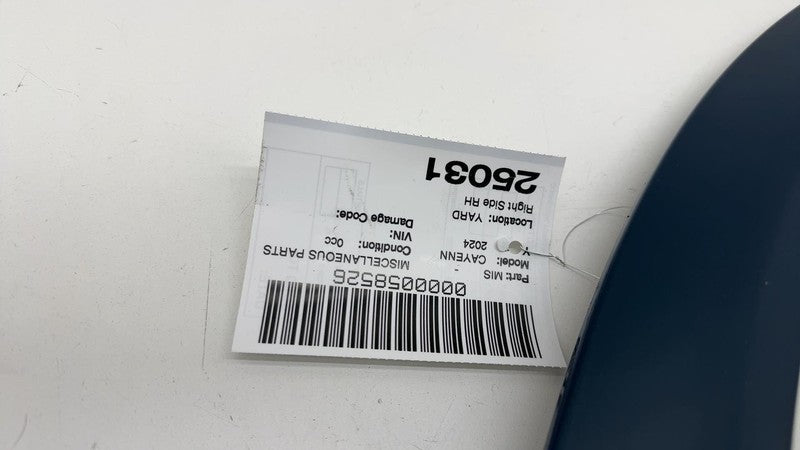 0000058526
Part: MIS - MISCELLANEOUS PARTS
Model: CAYENN Condition: 0cc
Y 2024 VIN:
Location: YARD Damage Code:
Right Side RH
25031